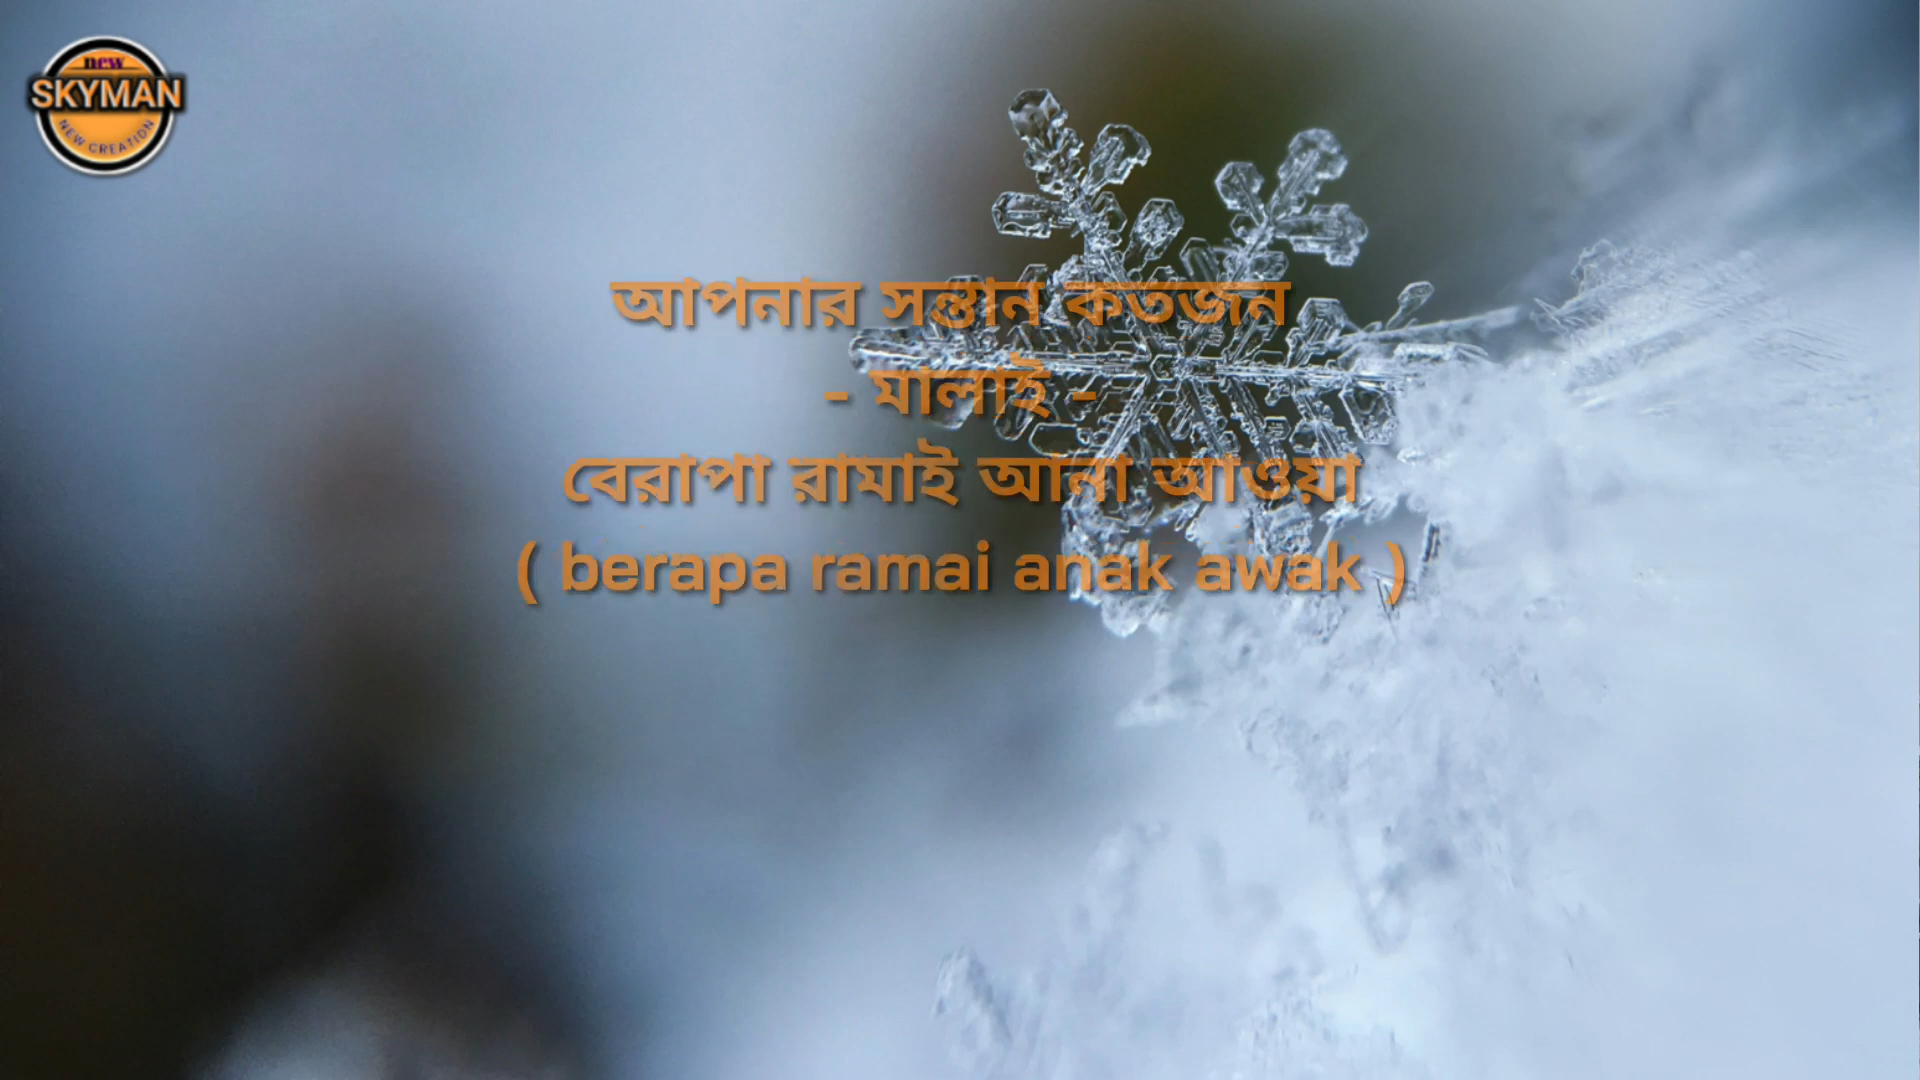 new
SKYMAN
NEW CREATION
আপনার সন্তান কতজন
- মালাই -
বেরাপা রামাই আনা আওয়া
( berapa ramai anak awak )